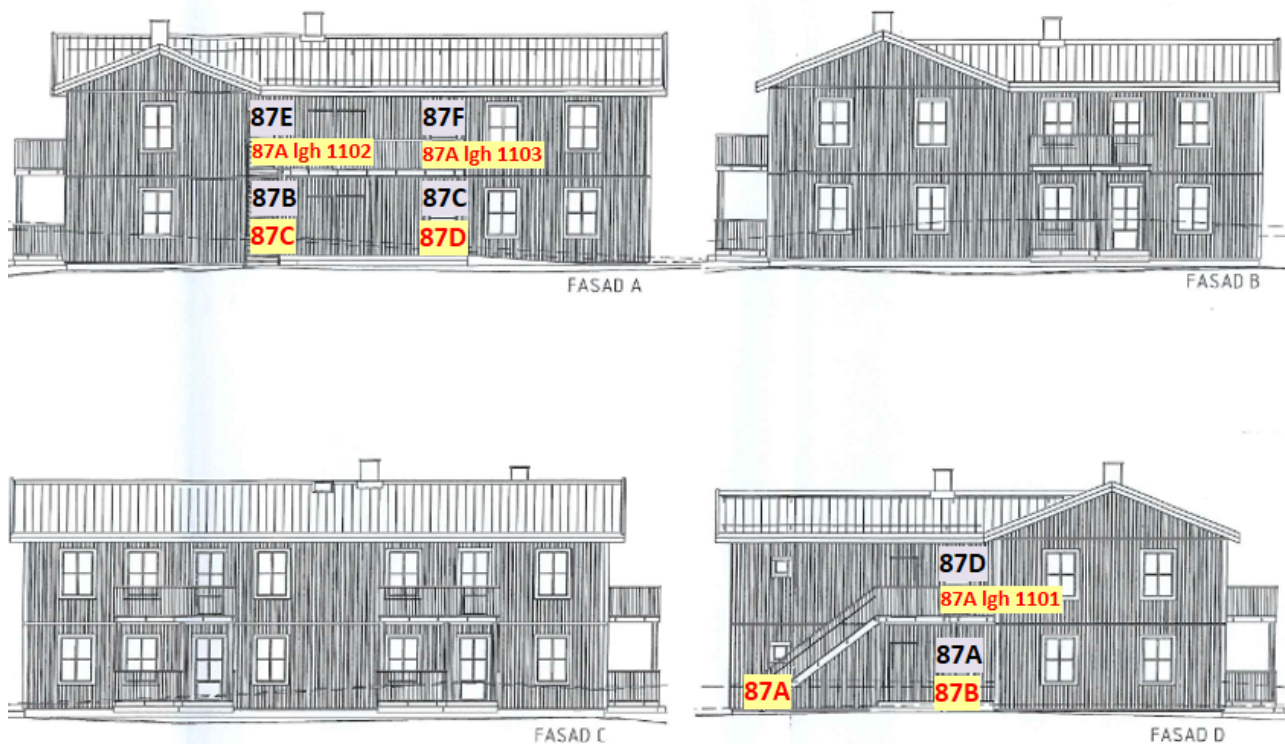 87E
87F
87A lgh 1102
87A lgh 1103
87B
87C
87C
87D
FASAD A
FASAD B
87D
87A lgh 1101
87A
87A
87B
FASAD C
FASAD D